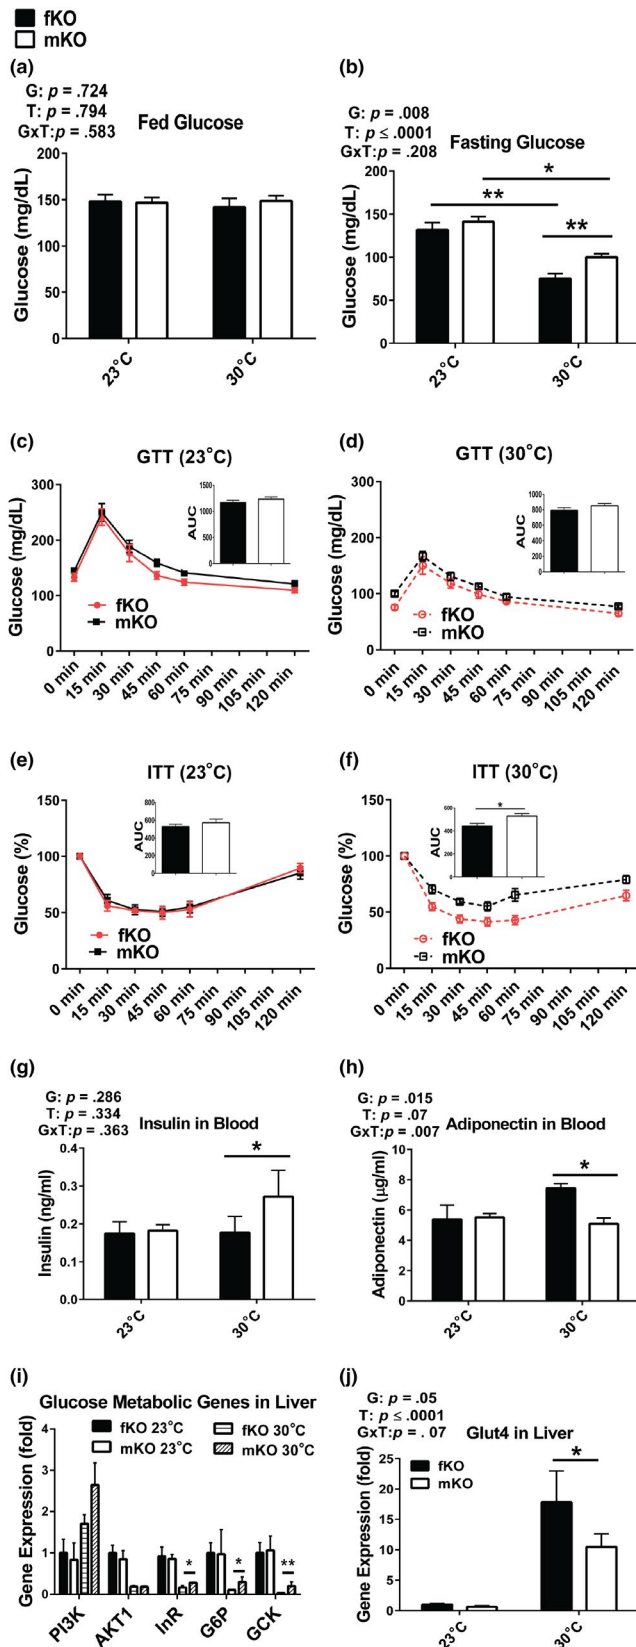 fKO
mKO
(a)
G: p = .724
T: p = .794
GxT:p = .583
Fed Glucose
Glucose (mg/dL)
200
150
100
50
0
23°C
30°C
(b)
G: p = .008
T: p ≤ .0001
GxT:p = .208
Fasting Glucose
Glucose (mg/dL)
200
150
100
50
0
*
**
**
23°C
30°C
(c)
GTT (23°C)
Glucose (mg/dL)
300
200
100
0
AUC
1500
1000
500
0
fKO
mKO
0 min
15 min
30 min
45 min
60 min
75 min
90 min
105 min
120 min
(d)
GTT (30°C)
Glucose (mg/dL)
300
200
100
0
AUC
1000
800
600
400
200
0
fKO
mKO
0 min
15 min
30 min
45 min
60 min
75 min
90 min
105 min
120 min
(e)
ITT (23°C)
Glucose (%)
150
100
50
0
AUC
800
600
400
200
0
fKO
mKO
0 min
15 min
30 min
45 min
60 min
75 min
90 min
105 min
120 min
(f)
ITT (30°C)
Glucose (%)
150
100
50
0
AUC
600
400
200
0
*
fKO
mKO
0 min
15 min
30 min
45 min
60 min
75 min
90 min
105 min
120 min
(g)
G: p = .286
T: p = .334
GxT:p = .363
Insulin in Blood
Insulin (ng/ml)
0.4
0.3
0.2
0.1
0.0
*
23°C
30°C
(h)
G: p = .015
T: p = .07
GxT:p = .007
Adiponectin in Blood
Adiponectin (µg/ml)
10
8
6
4
2
0
*
23°C
30°C
(i)
Glucose Metabolic Genes in Liver
fKO 23°C
fKO 30°C
mKO 23°C
mKO 30°C
Gene Expression (fold)
4
3
2
1
0
*
*
**
PI3K
AKT1
InR
G6P
GCK
(j)
G: p = .05
T: p ≤ .0001
GxT:p = . 07
Glut4 in Liver
fKO
mKO
Gene Expression (fold)
25
20
15
10
5
0
*
23°C
30°C